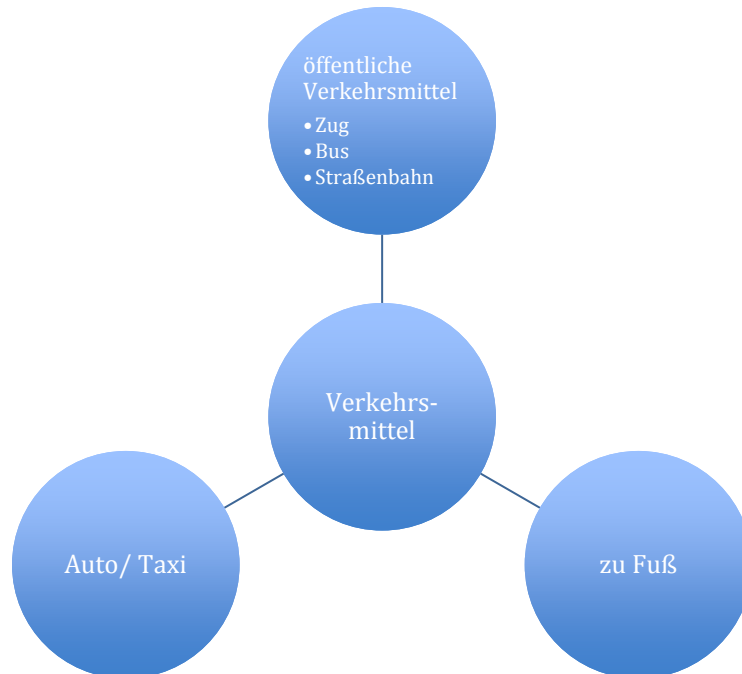 öffentliche
Verkehrsmittel
• Zug
• Bus
• Straßenbahn
Verkehrs-
mittel
Auto/ Taxi
zu Fuß